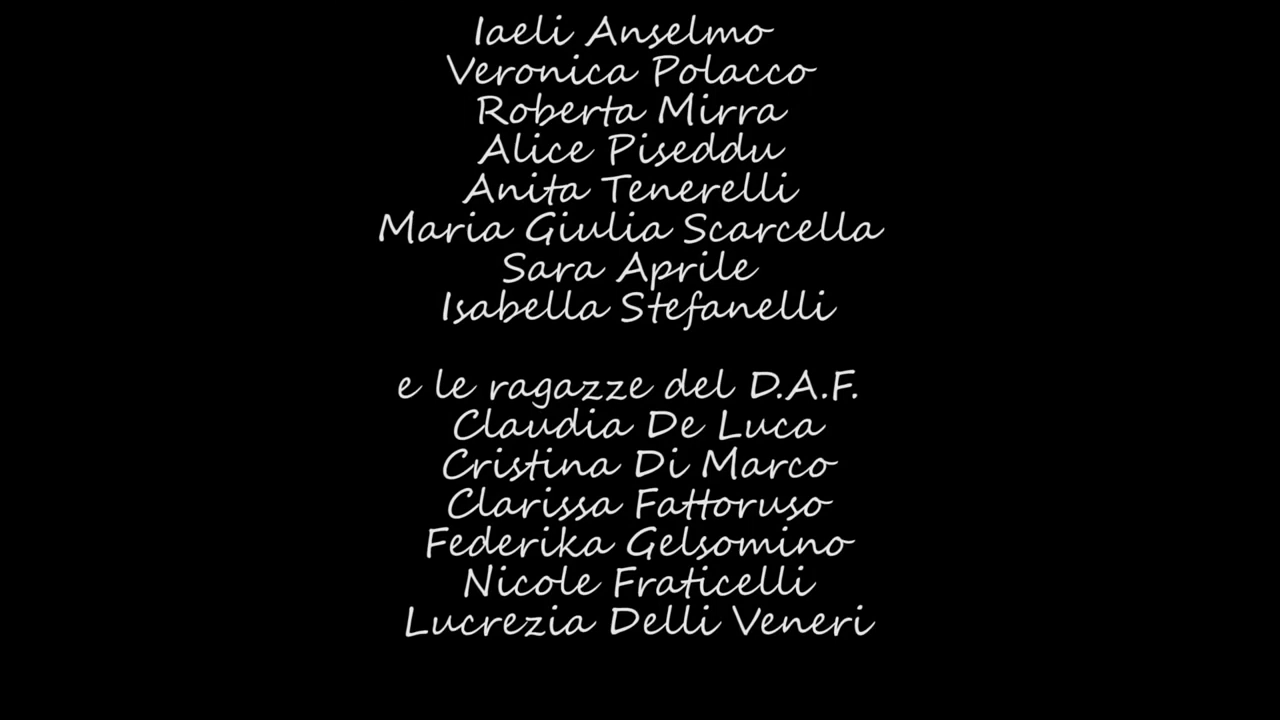 Iaeli Anselmo
Veronica Polacco
Roberta Mirra
Alice Piseddu
Anita Tenerelli
Maria Giulia Scarcella
Sara Aprile
Isabella Stefanelli
e le ragazze del D.A.F.
Claudia De Luca
Cristina Di Marco
Clarissa Fattoruso
Federika Gelsomino
Nicole Fraticelli
Lucrezia Delli Veneri